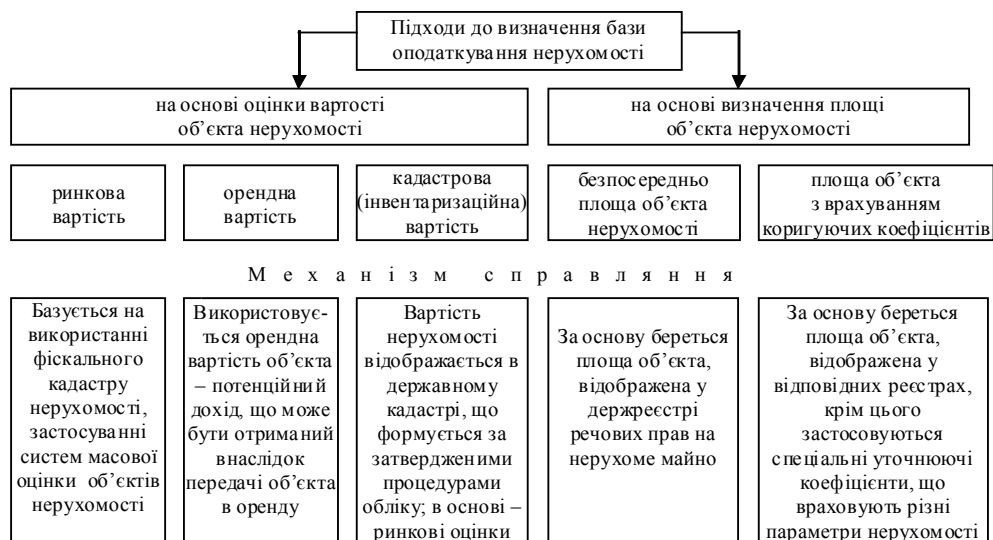 Підходи до визначення бази
оподаткування нерухомості
на основі оцінки вартості
об’єкта нерухомості
на основі визначення площі
об’єкта нерухомості
ринкова
вартість
орендна
вартість
кадастрова
(інвентаризаційна)
вартість
безпосередньо
площа об’єкта
нерухомості
площа об’єкта
з врахуванням
коригуючих коефіцієнтів
Механізм справляння
Базується на
використанні
фіскального
кадастру
нерухомості,
застосуванні
систем масової
оцінки об’єктів
нерухомості
Використовує-
ться орендна
вартість об’єкта
– потенційний
дохід, що може
бути отриманий
внаслідок
передачі об’єкта
в оренду
Вартість
нерухомості
відображається в
державному
кадастрі, що
формується за
затвердженими
процедурами
обліку; в основі –
ринкові оцінки
За основу береться
площа об’єкта,
відображена у
держреєстрі
речових прав на
нерухоме майно
За основу береться
площа об’єкта,
відображена у
відповідних реєстрах,
крім цього
застосовуються
спеціальні уточнюючі
коефіцієнти, що
враховують різні
параметри нерухомості